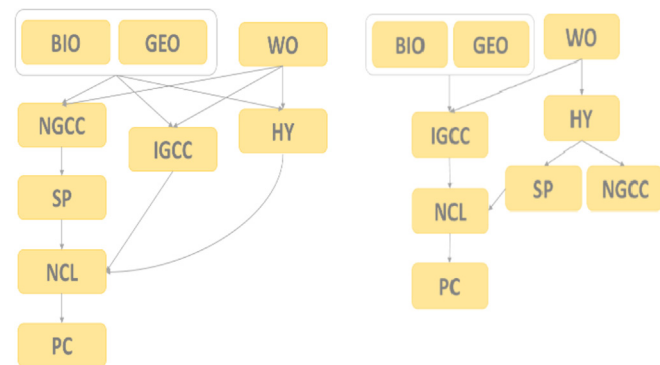 BIO GEO WO
NGCC IGCC HY
SP
NCL
PC
BIO GEO WO
IGCC HY
NCL SP NGCC
PC